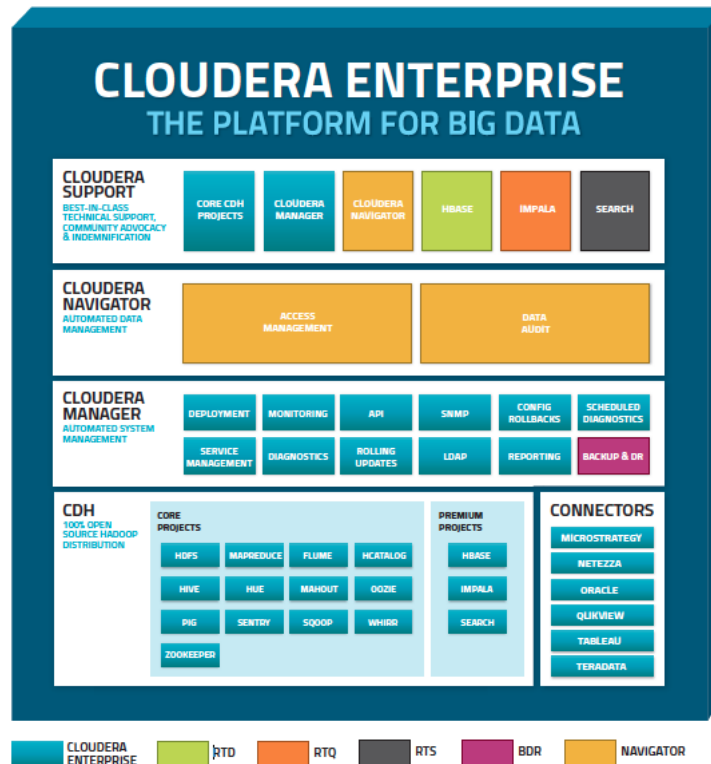 CLOUDERA ENTERPRISE
THE PLATFORM FOR BIG DATA
CLOUDERA
SUPPORT
BEST-IN-CLASS
TECHNICAL SUPPORT,
COMMUNITY ADVOCACY
& INDEMNIFICATION
CORE CDH
PROJECTS
CLOUDERA
MANAGER
CLOUDERA
NAVIGATOR
HBASE
IMPALA
SEARCH
CLOUDERA
NAVIGATOR
AUTOMATED DATA
MANAGEMENT
ACCESS
MANAGEMENT
DATA
AUDIT
CLOUDERA
MANAGER
AUTOMATED SYSTEM
MANAGEMENT
DEPLOYMENT
MONITORING
API
SNMP
CONFIG
ROLLBACKS
SCHEDULED
DIAGNOSTICS
SERVICE
MANAGEMENT
DIAGNOSTICS
ROLLING
UPDATES
LDAP
REPORTING
BACKUP & DR
CDH
100% OPEN
SOURCE HADOOP
DISTRIBUTION
CORE
PROJECTS
HDFS
MAPREDUCE
FLUME
HCATALOG
HIVE
HUE
MAHOUT
OOZIE
PIG
SENTRY
SQOOP
WHIRR
ZOOKEEPER
PREMIUM
PROJECTS
HBASE
IMPALA
SEARCH
CONNECTORS
MICROSTRATEGY
NETEZZA
ORACLE
QLIKVIEW
TABLEAU
TERADATA
CLOUDERA
ENTERPRISE
RTD
RTQ
RTS
BDR
NAVIGATOR